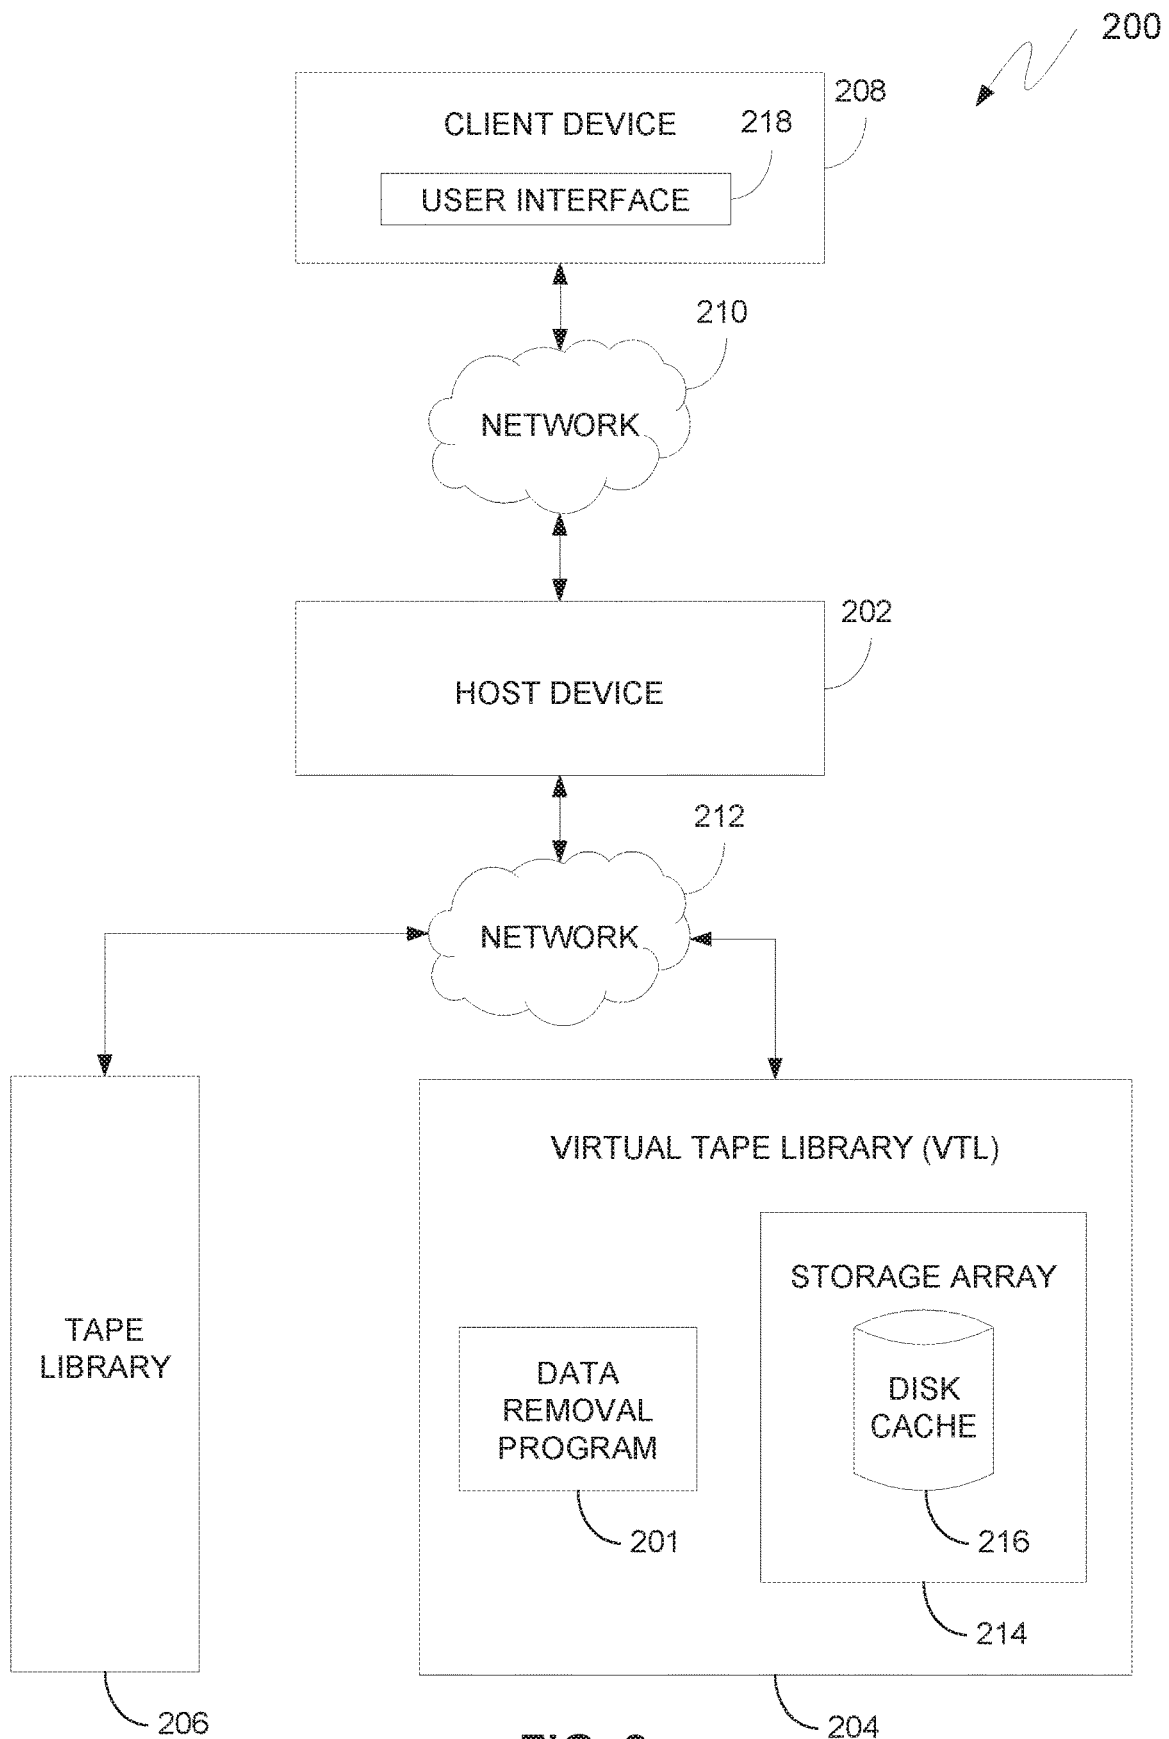 200
208
CLIENT DEVICE
218
USER INTERFACE
210
NETWORK
202
HOST DEVICE
212
NETWORK
VIRTUAL TAPE LIBRARY (VTL)
STORAGE ARRAY
TAPE
LIBRARY
DATA
REMOVAL
PROGRAM
DISK
CACHE
201
216
214
206
204